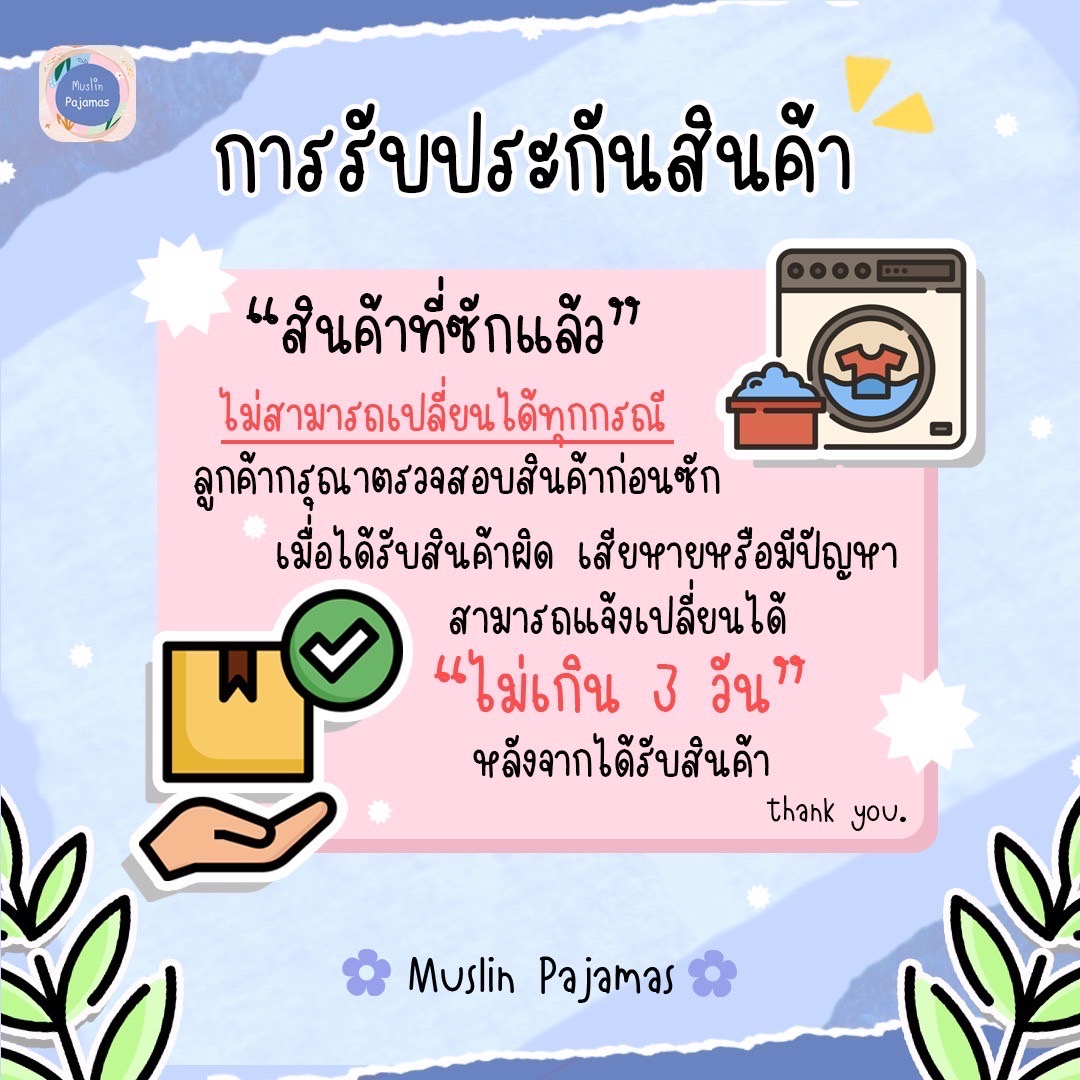 Muslin
Pajamas
การรับประกันสินค้า
“สินค้าที่ซักแล้ว”
ไม่สามารถเปลี่ยนได้ทุกกรณี
ลูกค้ากรุณาตรวจสอบสินค้าก่อนซัก
เมื่อได้รับสินค้าผิด เสียหายหรือมีปัญหา
สามารถแจ้งเปลี่ยนได้
“ไม่เกิน 3 วัน”
หลังจากได้รับสินค้า
thank you.
Muslin Pajamas